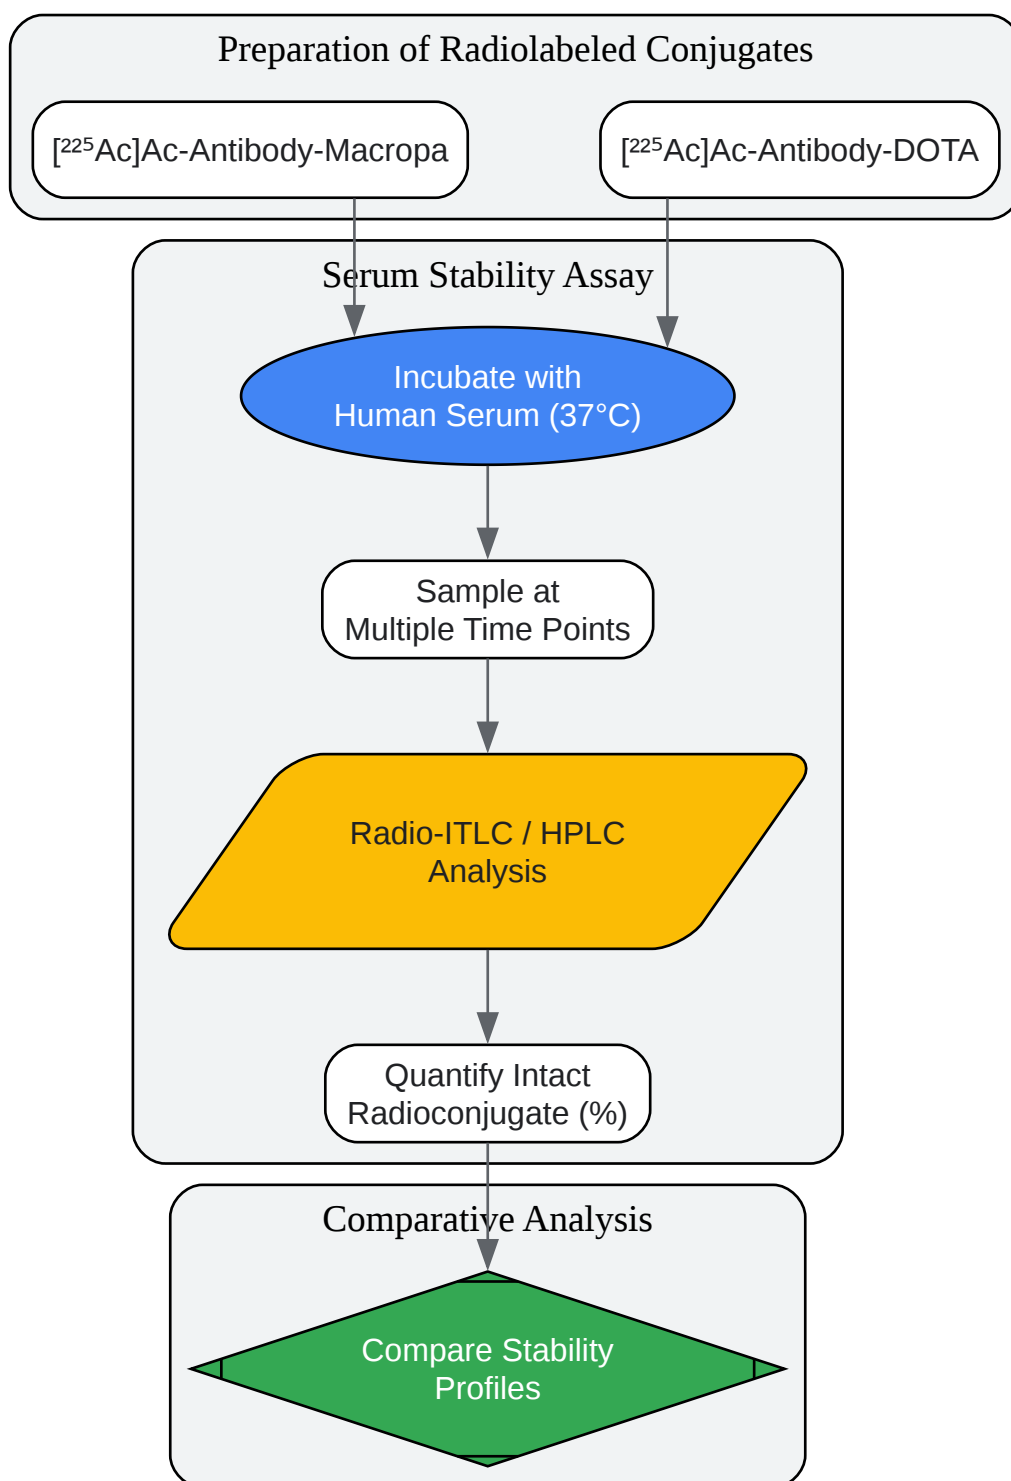 Preparation of Radiolabeled Conjugates
[²²⁵Ac]Ac-Antibody-Macropa
[²²⁵Ac]Ac-Antibody-DOTA
Serum Stability Assay
Incubate with
Human Serum (37°C)
Sample at
Multiple Time Points
Radio-ITLC / HPLC
Analysis
Quantify Intact
Radioconjugate (%)
Comparative Analysis
Compare Stability
Profiles